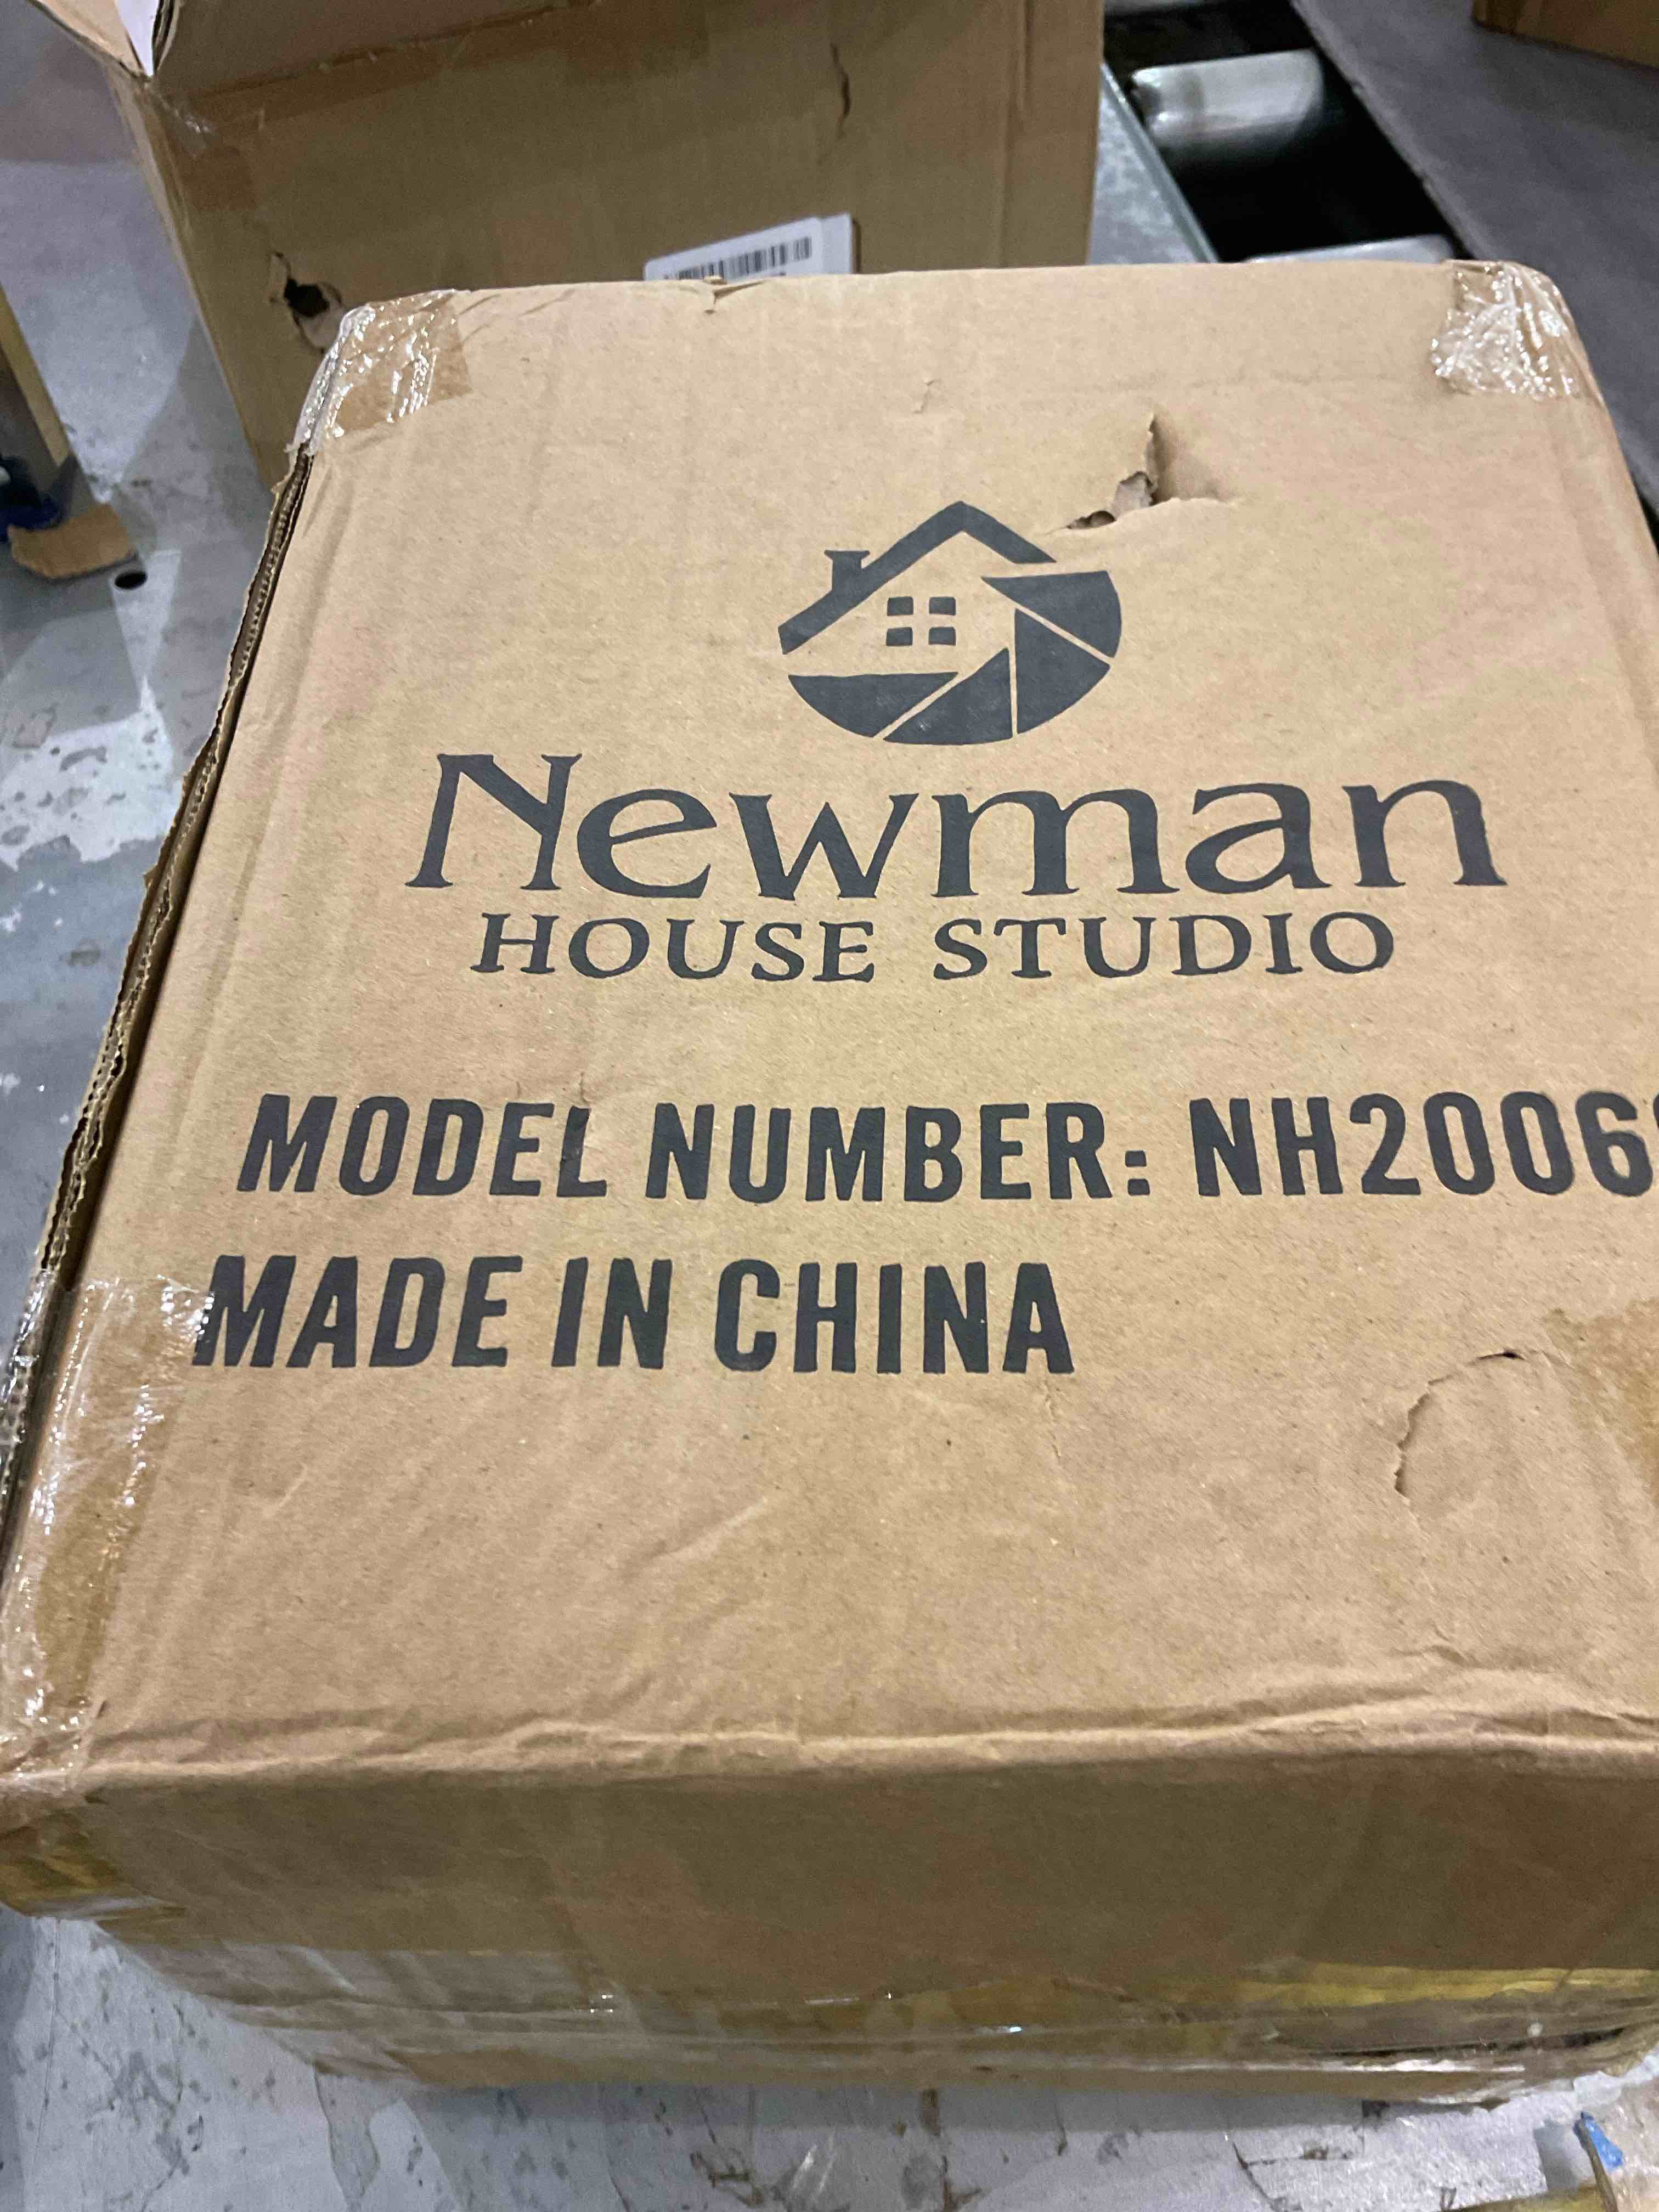 Newman
HOUSE STUDIO
MODEL NUMBER: NH2006
MADE IN CHINA